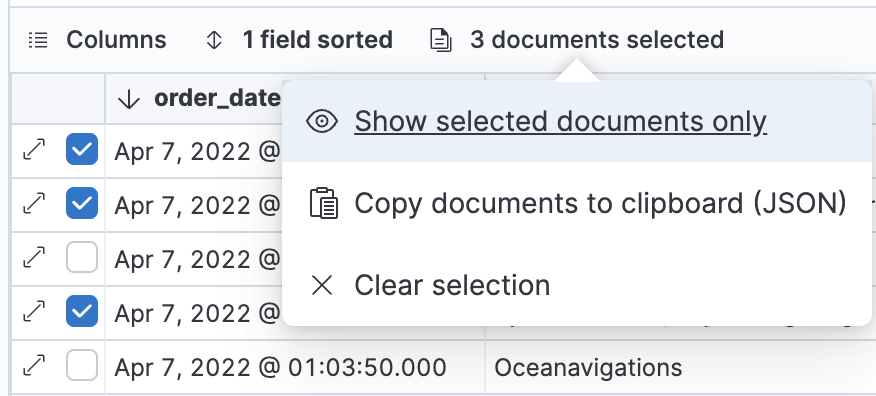 Columns 1 field sorted 3 documents selected
order_date
Show selected documents only
Apr 7, 2022 @
Apr 7, 2022 @
Copy documents to clipboard (JSON)
Apr 7, 2022 @
Clear selection
Apr 7, 2022 @
Apr 7, 2022 @ 01:03:50.000 Oceanavigations